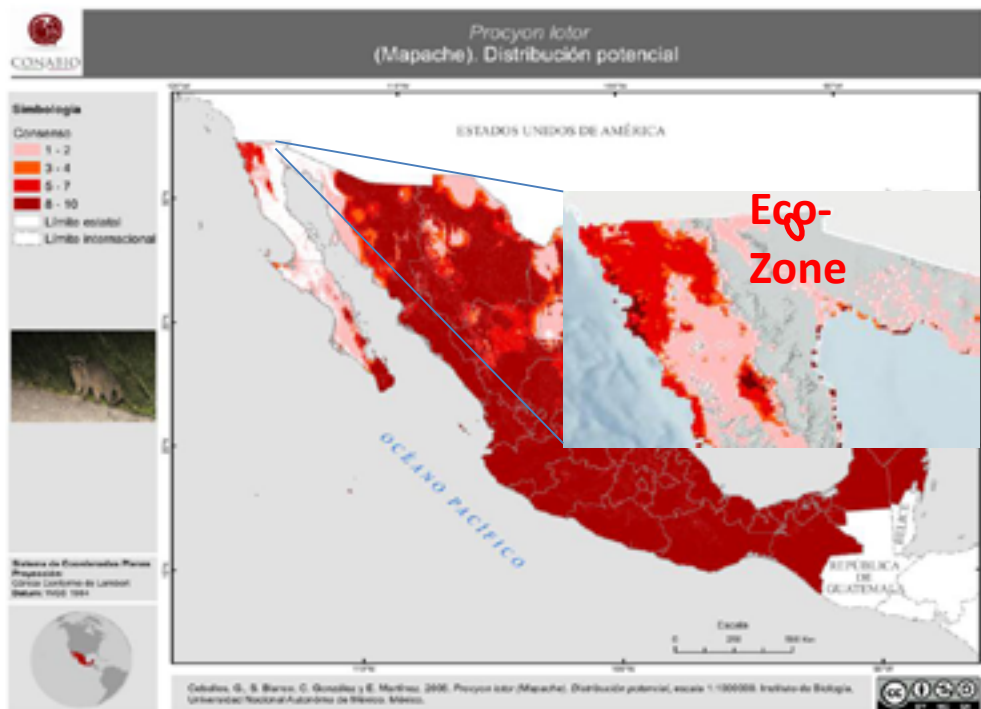 CONABIO
Procyon lotor
(Mapache). Distribución potencial
Simbología
Consenso
1 - 2
3 - 4
5 - 7
8 - 10
Límite estatal
Límite internacional
ESTADOS UNIDOS DE AMÉRICA
Eco-
Zone
OCÉANO PACÍFICO
BELICE
REPÚBLICA
DE
GUATEMALA
Escala
0
Sistema de Coordenadas Planas
Proyección:
Cónica Conforme de Lambert
Datum: WGS 1984
Ceballos, G., S. Blanco, C. González y E. Martínez. 2006. Procyon lotor (Mapache). Distribución potencial, escala 1:1000000. Instituto de Biología,
Universidad Nacional Autónoma de México. México.